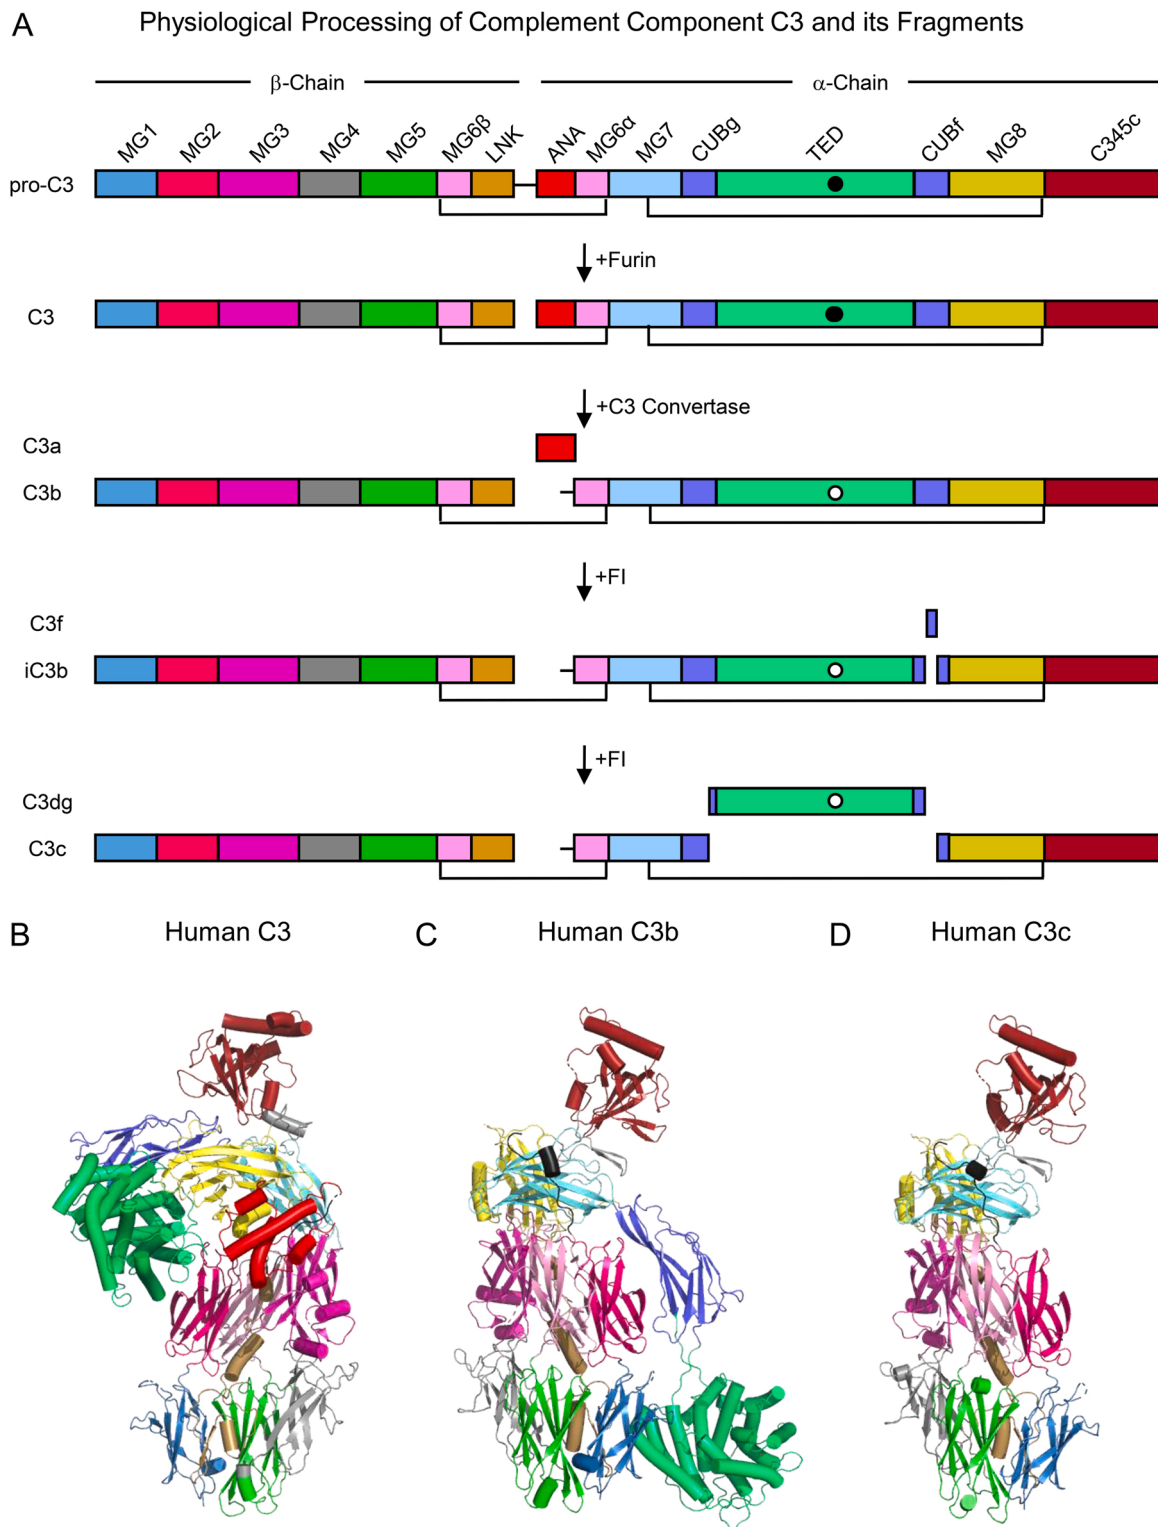 A Physiological Processing of Complement Component C3 and its Fragments
β-Chain α-Chain
MG1 MG2 MG3 MG4 MG5 MG6β LNK ANA MG6α MG7 CUBg TED CUBf MG8 C345c
pro-C3
+Furin
C3
+C3 Convertase
C3a
C3b
+FI
C3f
iC3b
+FI
C3dg
C3c
B Human C3 C Human C3b D Human C3c